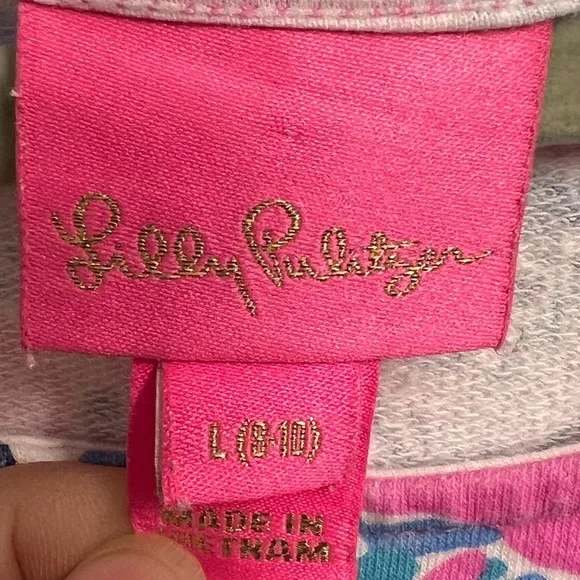 Lilly Pulitzer
L (8-10)
MADE IN
VIETNAM